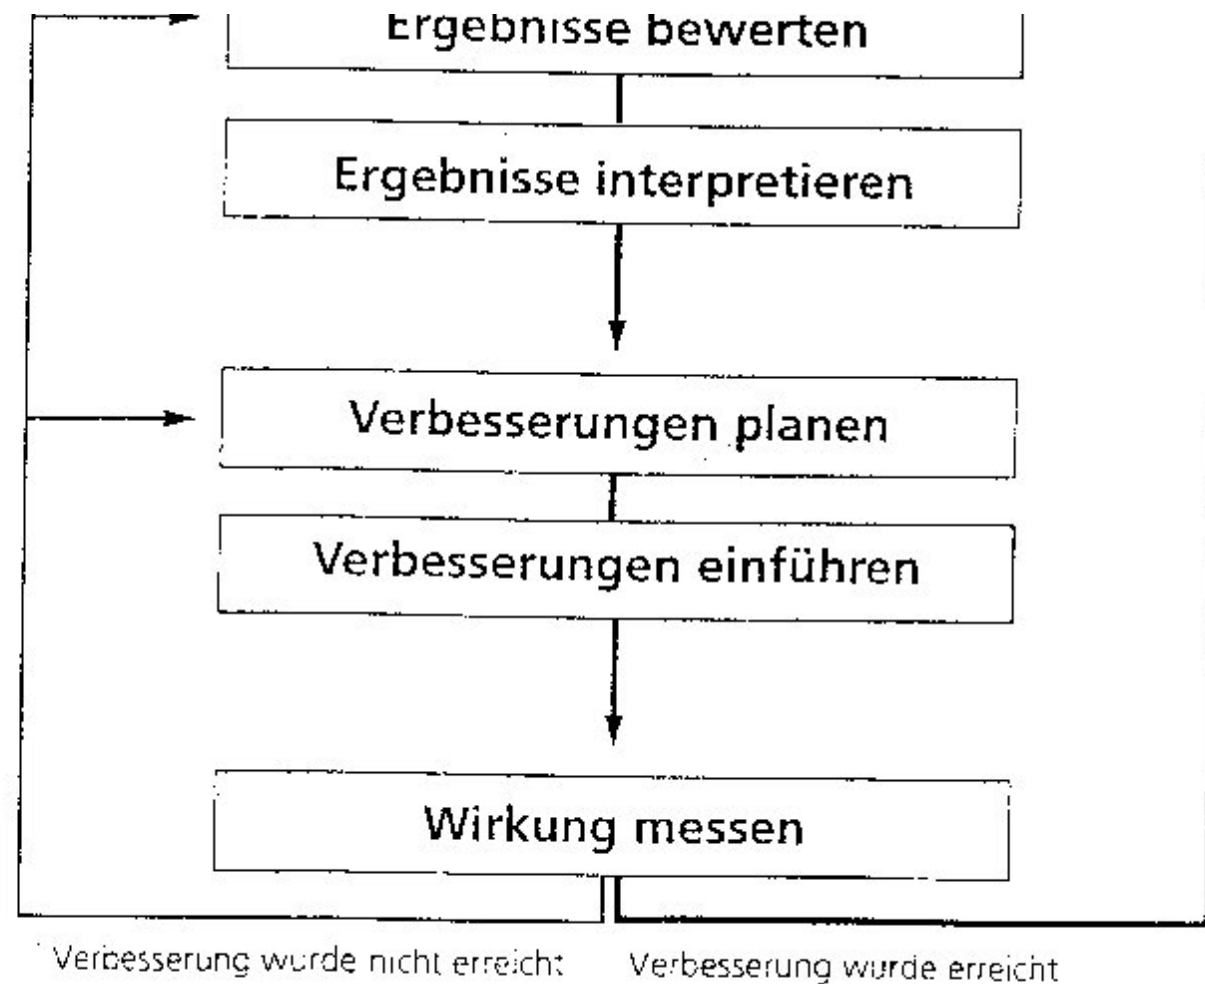 Ergebnisse bewerten
Ergebnisse interpretieren
Verbesserungen planen
Verbesserungen einführen
Wirkung messen
Verbesserung wurde nicht erreicht
Verbesserung wurde erreicht